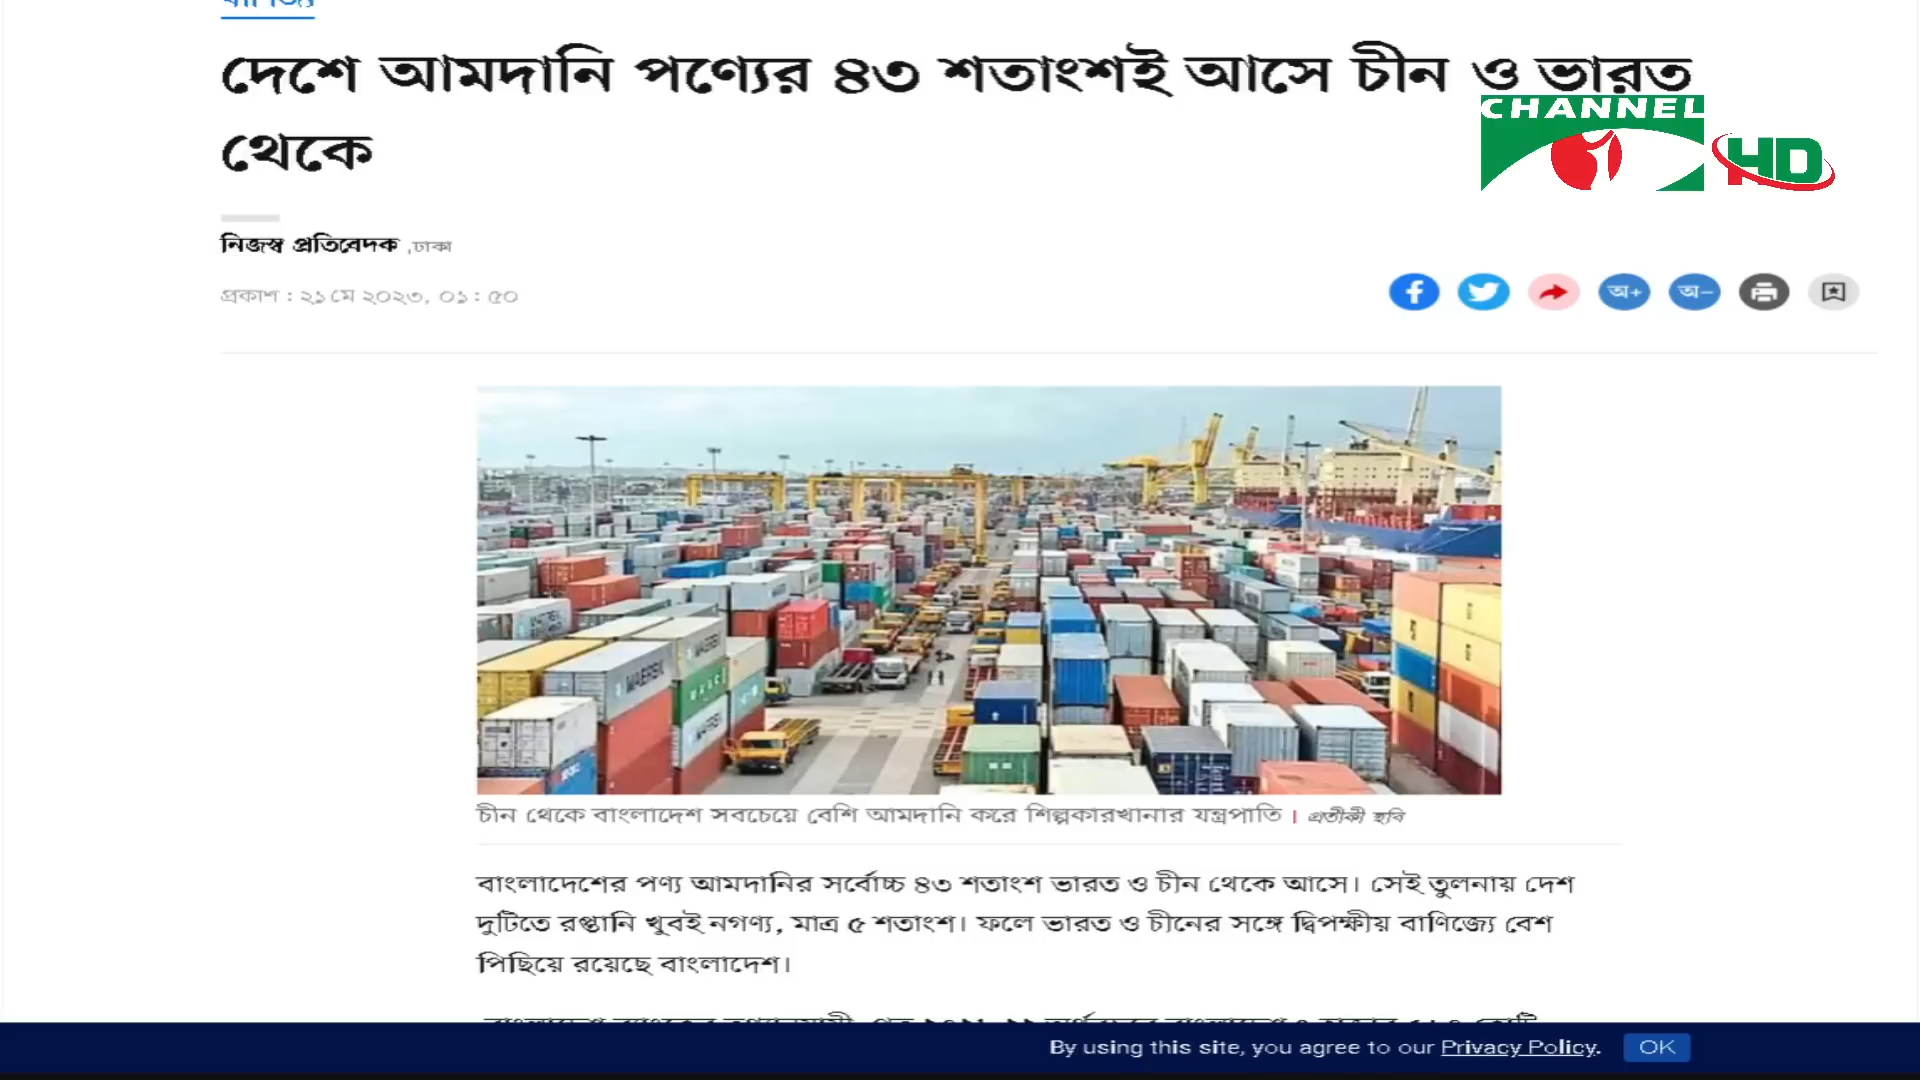 বাণিজ্য
দেশে আমদানি পণ্যের ৪৩ শতাংশই আসে চীন ও ভারত
থেকে
CHANNEL
HD
নিজস্ব প্রতিবেদক ,ঢাকা
প্রকাশ : ২১ মে ২০২৩, ০১ : ৫০
অ+ অ−
MAERSK
চীন থেকে বাংলাদেশ সবচেয়ে বেশি আমদানি করে শিল্পকারখানার যন্ত্রপাতি। প্রতীকী ছবি
বাংলাদেশের পণ্য আমদানির সর্বোচ্চ ৪৩ শতাংশ ভারত ও চীন থেকে আসে। সেই তুলনায় দেশ
দুটিতে রপ্তানি খুবই নগণ্য, মাত্র ৫ শতাংশ। ফলে ভারত ও চীনের সঙ্গে দ্বিপক্ষীয় বাণিজ্যে বেশ
পিছিয়ে রয়েছে বাংলাদেশ।
By using this site, you agree to our Privacy Policy. OK